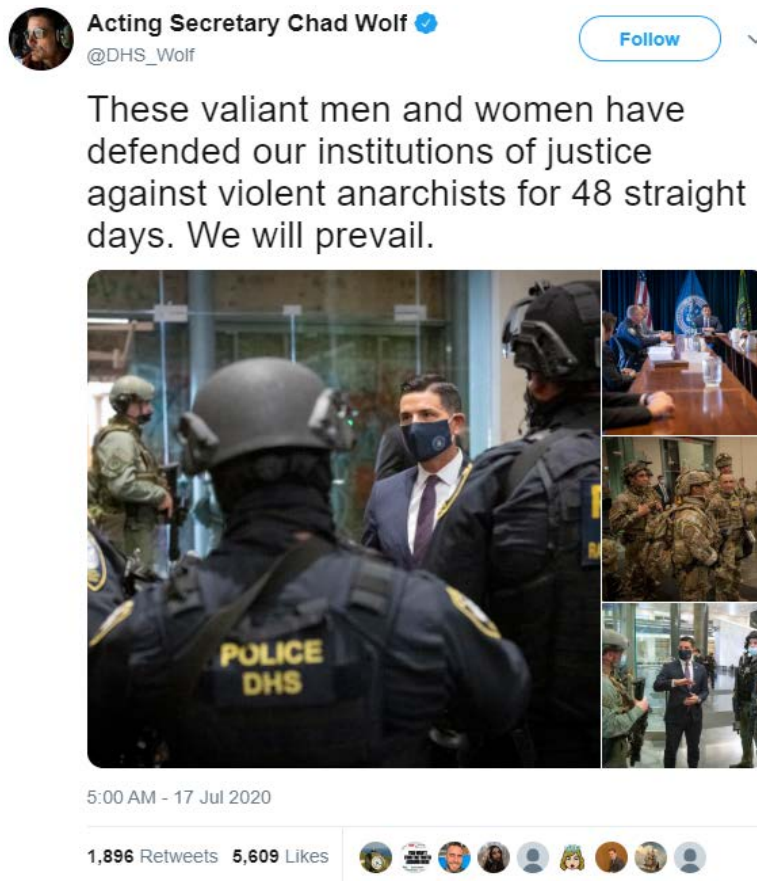 Acting Secretary Chad Wolf
@DHS_Wolf
Follow
These valiant men and women have
defended our institutions of justice
against violent anarchists for 48 straight
days. We will prevail.
POLICE
DHS
5:00 AM - 17 Jul 2020
1,896 Retweets 5,609 Likes